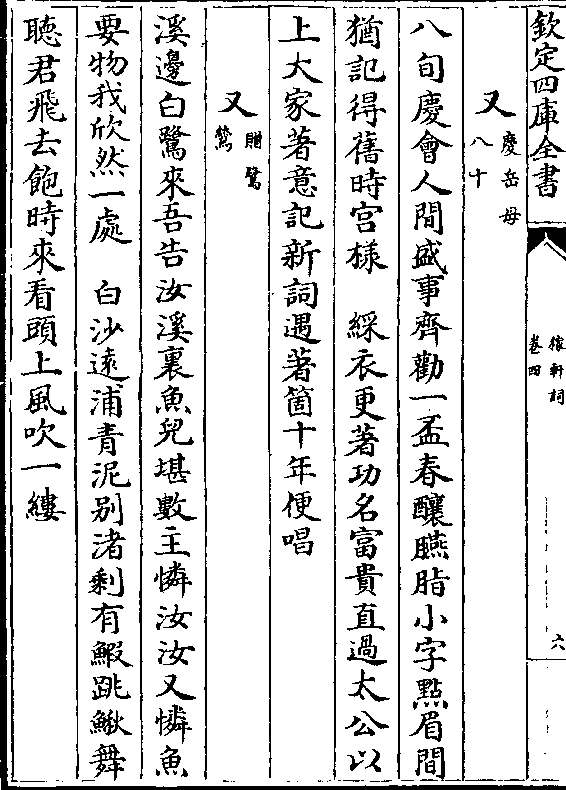 欽定四庫全書
稼軒詞
卷四
六
又
慶岳母
八十
八旬慶會人間盛事齊勸一盃春釀臙脂小字㸃眉間
猶記得舊時宫様　綵衣更著功名富貴直過太公以
上大家著意記新詞遇著箇十年便唱
又
贈鷺
鶿
溪邊白鷺來吾告汝溪裏魚兒堪數主憐汝汝又憐魚
要物我欣然一處　白沙逺浦青泥别渚剩有鰕跳鰍舞
聴君飛去飽時來看頭上風吹一縷